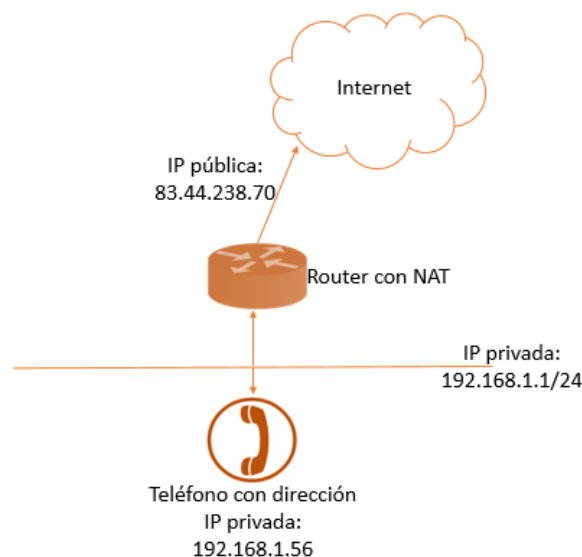 Internet
IP pública:
83.44.238.70
Router con NAT
IP privada:
192.168.1.1/24
Teléfono con dirección
IP privada:
192.168.1.56